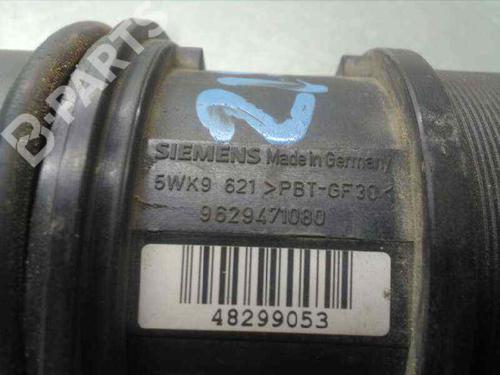 B-PARTS
SIEMENS Made in Germany
5WK9 621 >PBT-GF30<
9629471080
48299053